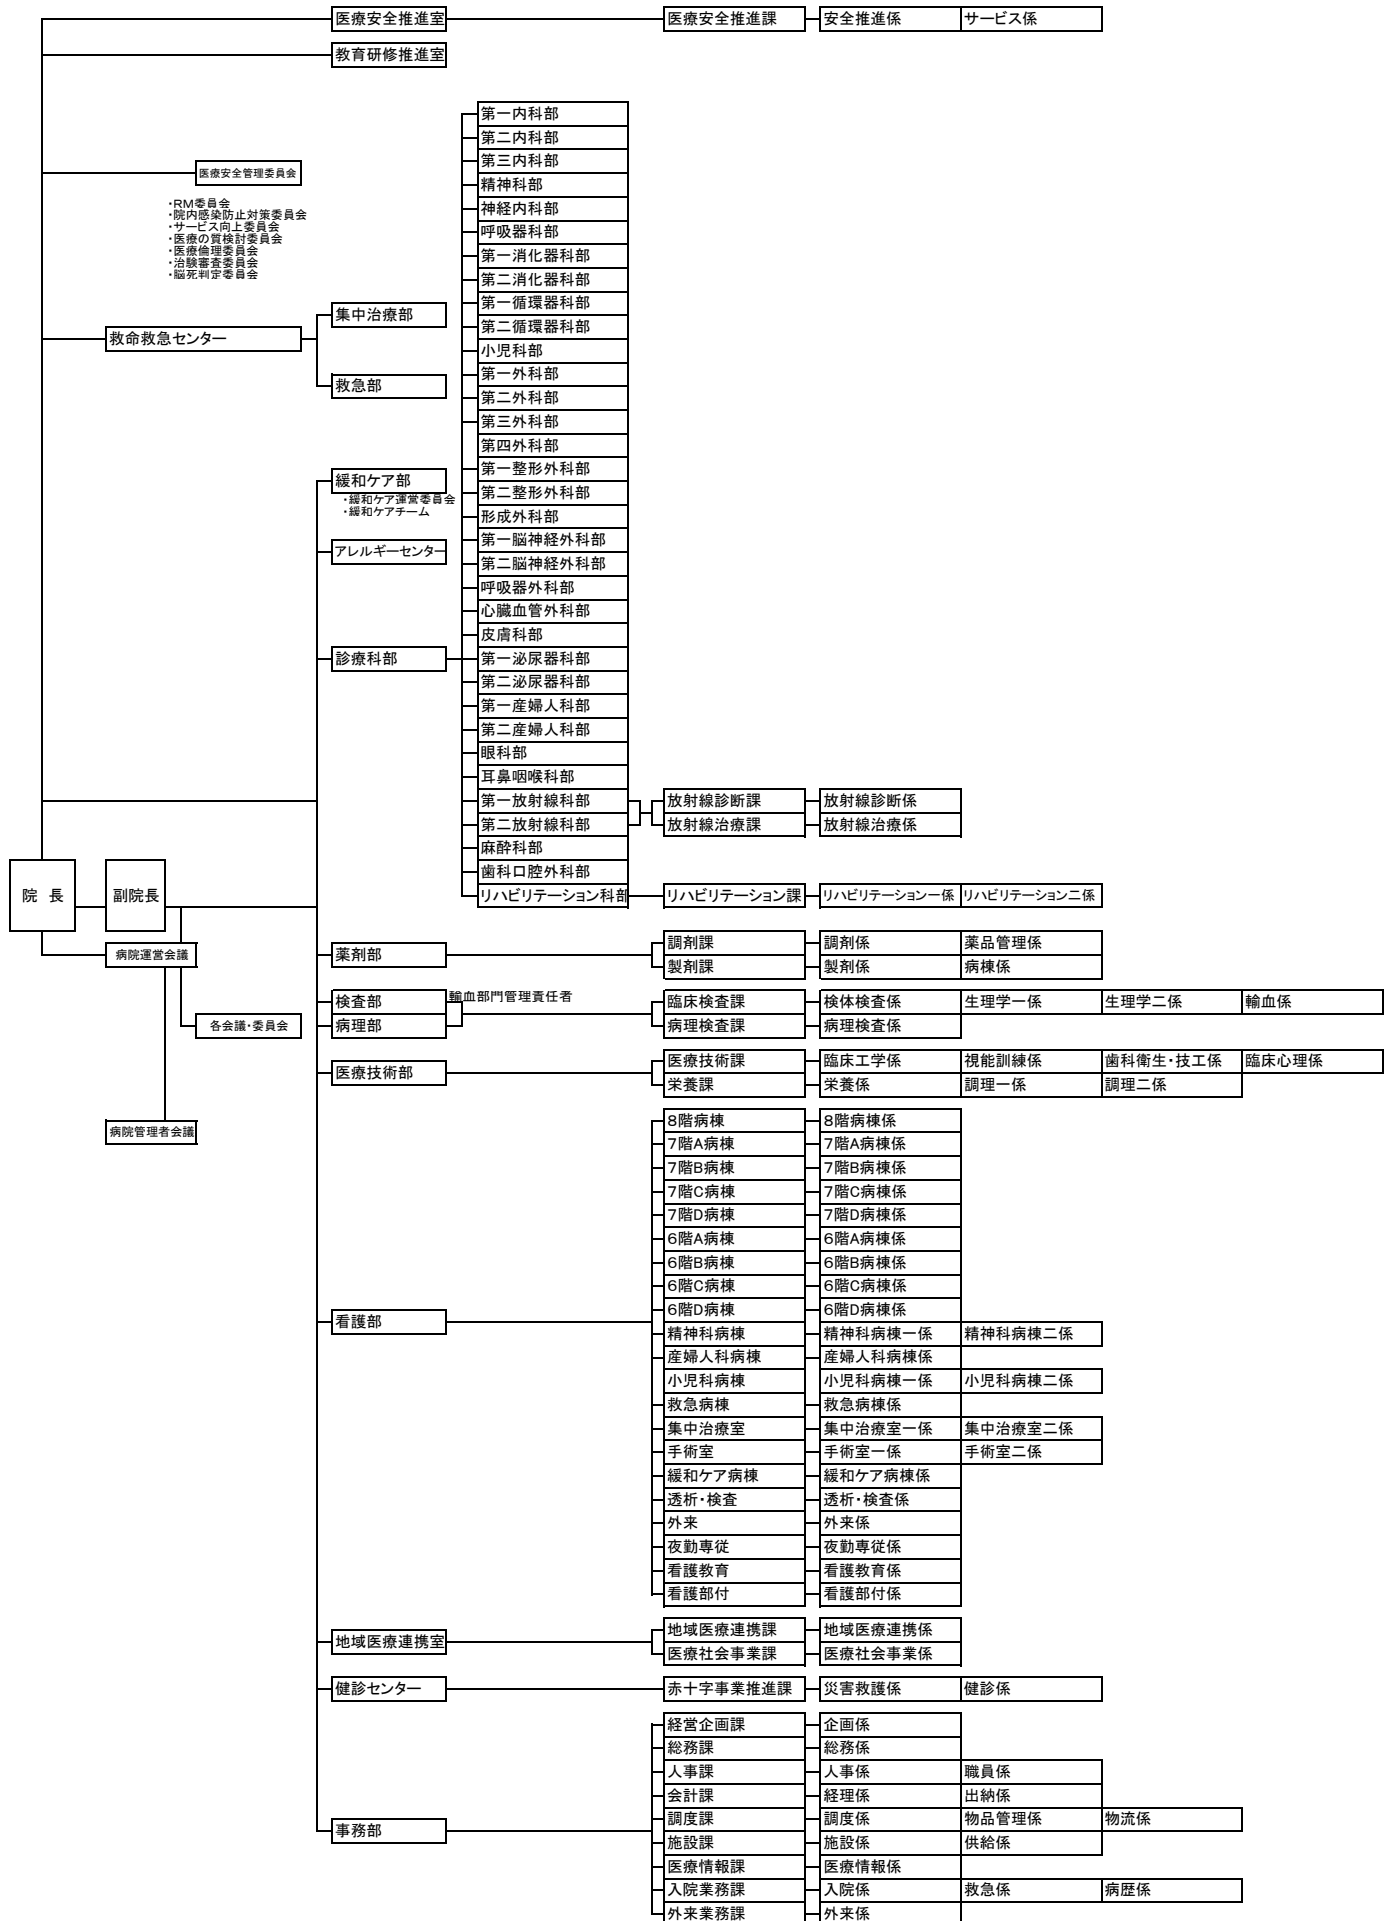 医療安全推進室 医療安全推進課 安全推進係 サービス係
教育研修推進室
医療安全管理委員会
・RM委員会
・院内感染防止対策委員会
・サービス向上委員会
・医療の質検討委員会
・医療倫理委員会
・治験審査委員会
・脳死判定委員会
救命救急センター
集中治療部
救急部
緩和ケア部
・緩和ケア運営委員会
・緩和ケアチーム
アレルギーセンター
診療科部
第一内科部
第二内科部
第三内科部
精神科部
神経内科部
呼吸器科部
第一消化器科部
第二消化器科部
第一循環器科部
第二循環器科部
小児科部
第一外科部
第二外科部
第三外科部
第四外科部
第一整形外科部
第二整形外科部
形成外科部
第一脳神経外科部
第二脳神経外科部
呼吸器外科部
心臓血管外科部
皮膚科部
第一泌尿器科部
第二泌尿器科部
第一産婦人科部
第二産婦人科部
眼科部
耳鼻咽喉科部
第一放射線科部 放射線診断課 放射線診断係
第二放射線科部 放射線治療課 放射線治療係
麻酔科部
歯科口腔外科部
リハビリテーション科部 リハビリテーション課 リハビリテーション一係 リハビリテーション二係
院 長 副院長
病院運営会議
各会議・委員会
病院管理者会議
薬剤部
調剤課 調剤係 薬品管理係
製剤課 製剤係 病棟係
検査部 輸血部門管理責任者 臨床検査課 検体検査係 生理学一係 生理学二係 輸血係
病理部 病理検査課 病理検査係
医療技術部
医療技術課 臨床工学係 視能訓練係 歯科衛生・技工係 臨床心理係
栄養課 栄養係 調理一係 調理二係
看護部
8階病棟 8階病棟係
7階A病棟 7階A病棟係
7階B病棟 7階B病棟係
7階C病棟 7階C病棟係
7階D病棟 7階D病棟係
6階A病棟 6階A病棟係
6階B病棟 6階B病棟係
6階C病棟 6階C病棟係
6階D病棟 6階D病棟係
精神科病棟 精神科病棟一係 精神科病棟二係
産婦人科病棟 産婦人科病棟係
小児科病棟 小児科病棟一係 小児科病棟二係
救急病棟 救急病棟係
集中治療室 集中治療室一係 集中治療室二係
手術室 手術室一係 手術室二係
緩和ケア病棟 緩和ケア病棟係
透析・検査 透析・検査係
外来 外来係
夜勤専従 夜勤専従係
看護教育 看護教育係
看護部付 看護部付係
地域医療連携室
地域医療連携課 地域医療連携係
医療社会事業課 医療社会事業係
健診センター 赤十字事業推進課 災害救護係 健診係
事務部
経営企画課 企画係
総務課 総務係
人事課 人事係 職員係
会計課 経理係 出納係
調度課 調度係 物品管理係 物流係
施設課 施設係 供給係
医療情報課 医療情報係
入院業務課 入院係 救急係 病歴係
外来業務課 外来係